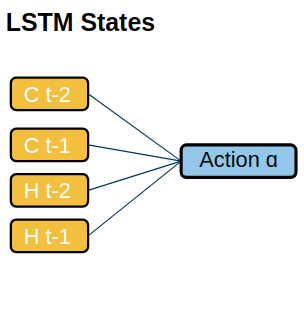 LSTM States
C t-2
C t-1
Action ɑ
H t-2
H t-1